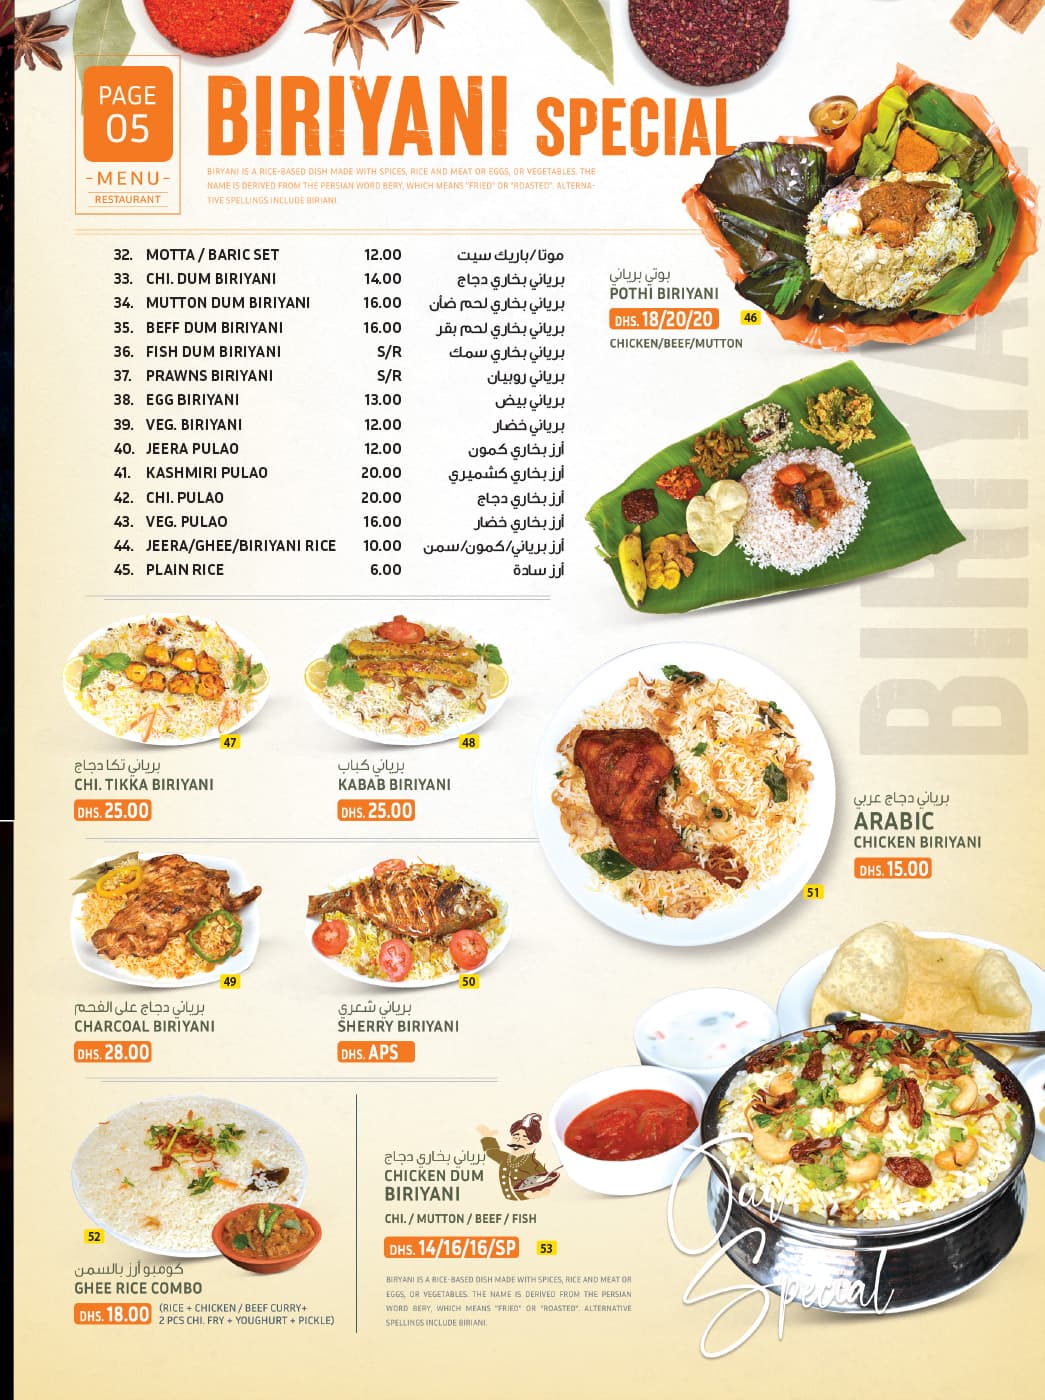 PAGE
05
-MENU-
RESTAURANT
BIRIYANI SPECIAL
BIRYANI IS A RICE-BASED DISH MADE WITH SPICES, RICE AND MEAT OR EGGS, OR VEGETABLES. THE
NAME IS DERIVED FROM THE PERSIAN WORD BERY, WHICH MEANS "FRIED" OR "ROASTED". ALTERNA-
TIVE SPELLINGS INCLUDE BIRIANI.
32. MOTTA / BARIC SET 12.00 موتا/باريك سيت
33. CHI. DUM BIRIYANI 14.00 برياني بخاري دجاج
34. MUTTON DUM BIRIYANI 16.00 برياني بخاري لحم ضأن
35. BEFF DUM BIRIYANI 16.00 برياني بخاري لحم بقر
36. FISH DUM BIRIYANI S/R برياني بخاري سمك
37. PRAWNS BIRIYANI S/R برياني روبيان
38. EGG BIRIYANI 13.00 برياني بيض
39. VEG. BIRIYANI 12.00 برياني خضار
40. JEERA PULAO 12.00 أرز بخاري كمون
41. KASHMIRI PULAO 20.00 أرز بخاري كشميري
42. CHI. PULAO 20.00 أرز بخاري دجاج
43. VEG. PULAO 16.00 أرز بخاري خضار
44. JEERA/GHEE/BIRIYANI RICE 10.00 أرز برياني/كمون/سمن
45. PLAIN RICE 6.00 أرز سادة
بوتي برياني
POTHI BIRIYANI
DHS. 18/20/20 46
CHICKEN/BEEF/MUTTON
BIRIYANI
47
برياني تكا دجاج
CHI. TIKKA BIRIYANI
DHS. 25.00
48
برياني كباب
KABAB BIRIYANI
DHS. 25.00
برياني دجاج عربي
ARABIC
CHICKEN BIRIYANI
DHS. 15.00
51
49
برياني دجاج على الفحم
CHARCOAL BIRIYANI
DHS. 28.00
50
برياني شعري
SHERRY BIRIYANI
DHS. APS
52
كومبو أرز بالسمن
GHEE RICE COMBO
DHS. 18.00 (RICE + CHICKEN / BEEF CURRY+
2 PCS CHI. FRY + YOUGHURT + PICKLE)
برياني بخاري دجاج
CHICKEN DUM
BIRIYANI
CHI. / MUTTON / BEEF / FISH
DHS. 14/16/16/SP 53
BIRYANI IS A RICE-BASED DISH MADE WITH SPICES, RICE AND MEAT OR
EGGS, OR VEGETABLES. THE NAME IS DERIVED FROM THE PERSIAN
WORD BERY, WHICH MEANS "FRIED" OR "ROASTED". ALTERNATIVE
SPELLINGS INCLUDE BIRIANI.
Our
Special